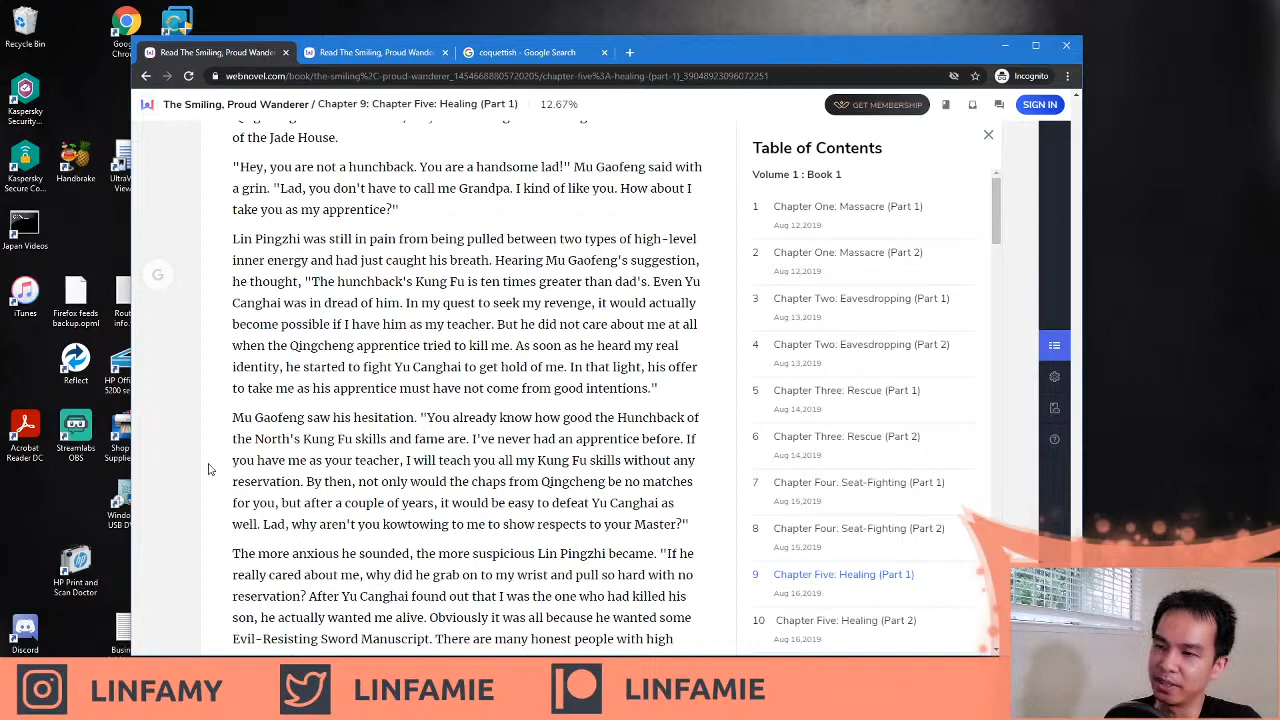 Recycle Bin
Google
Chrome
Read The Smiling, Proud Wander
Read The Smiling, Proud Wander
coquettish - Google Search
webnovel.com/book/the-smiling%2C-proud-wanderer_14546688805720205/chapter-five%3A-healing-(part-1)_39048923096072251
Incognito
The Smiling, Proud Wanderer / Chapter 9: Chapter Five: Healing (Part 1)
12.67%
GET MEMBERSHIP
SIGN IN
of the Jade House.
"Hey, you are not a hunchback. You are a handsome lad!" Mu Gaofeng said with
a grin. "Lad, you don't have to call me Grandpa. I kind of like you. How about I
take you as my apprentice?"
Lin Pingzhi was still in pain from being pulled between two types of high-level
inner energy and had just caught his breath. Hearing Mu Gaofeng's suggestion,
he thought, "The hunchback's Kung Fu is ten times greater than dad's. Even Yu
Canghai was in dread of him. In my quest to seek my revenge, it would actually
become possible if I have him as my teacher. But he did not care about me at all
when the Qingcheng apprentice tried to kill me. As soon as he heard my real
identity, he started to fight Yu Canghai to get hold of me. In that light, his offer
to take me as his apprentice must have not come from good intentions."
Mu Gaofeng saw his hesitation. "You already know how good the Hunchback of
the North's Kung Fu skills and fame are. I've never had an apprentice before. If
you have me as your teacher, I will teach you all my Kung Fu skills without any
reservation. By then, not only would the chaps from Qingcheng be no matches
for you, but after a couple of years, it would be easy to defeat Yu Canghai as
well. Lad, why aren't you kowtowing to me to show respects to your Master?"
The more anxious he sounded, the more suspicious Lin Pingzhi became. "If he
really cared about me, why did he grab on to my wrist and pull so hard with no
reservation? After Yu Canghai found out that I was the one who had killed his
son, he actually wanted me alive. Obviously it was all because he wanted some
Evil-Resisting Sword Manuscript. There are many honest people with high
Table of Contents
Volume 1 : Book 1
1 Chapter One: Massacre (Part 1)
Aug 12,2019
2 Chapter One: Massacre (Part 2)
Aug 12,2019
3 Chapter Two: Eavesdropping (Part 1)
Aug 13,2019
4 Chapter Two: Eavesdropping (Part 2)
Aug 13,2019
5 Chapter Three: Rescue (Part 1)
Aug 14,2019
6 Chapter Three: Rescue (Part 2)
Aug 14,2019
7 Chapter Four: Seat-Fighting (Part 1)
Aug 15,2019
8 Chapter Four: Seat-Fighting (Part 2)
Aug 15,2019
9 Chapter Five: Healing (Part 1)
Aug 16,2019
10 Chapter Five: Healing (Part 2)
Aug 16,2019
G
Kaspersky
Security...
Kaspersky
Secure Co...
Handbrake
UltraView
Japan Videos
iTunes
Firefox feeds
backup.opml
Router
info...
Reflect
HP Office
5200 se
Acrobat
Reader DC
Streamlabs
OBS
Shop
Supplies
Windows
USB DV
HP Print and
Scan Doctor
Discord
LINFAMY
LINFAMIE
LINFAMIE